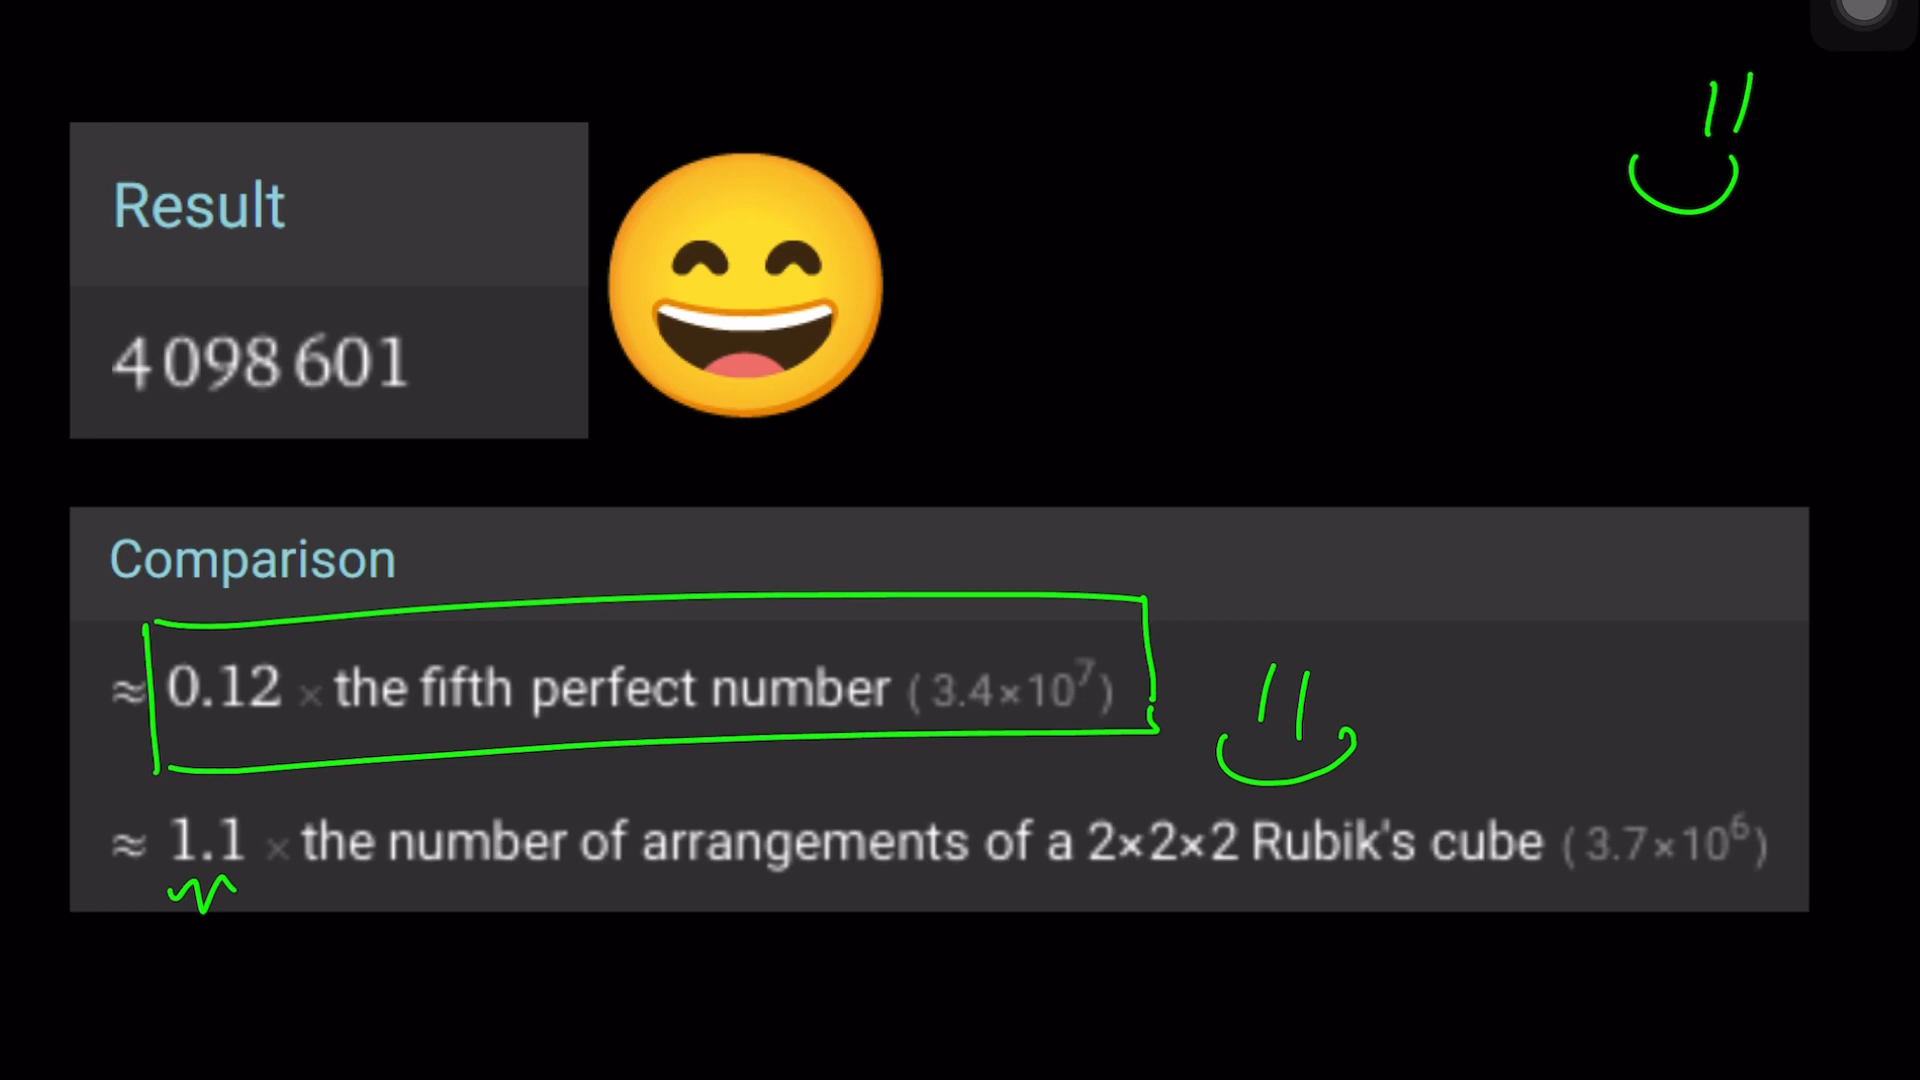 Result
4 098 601
Comparison
≈ 0.12 × the fifth perfect number (3.4×10⁷)
≈ 1.1 × the number of arrangements of a 2×2×2 Rubik's cube (3.7×10⁶)